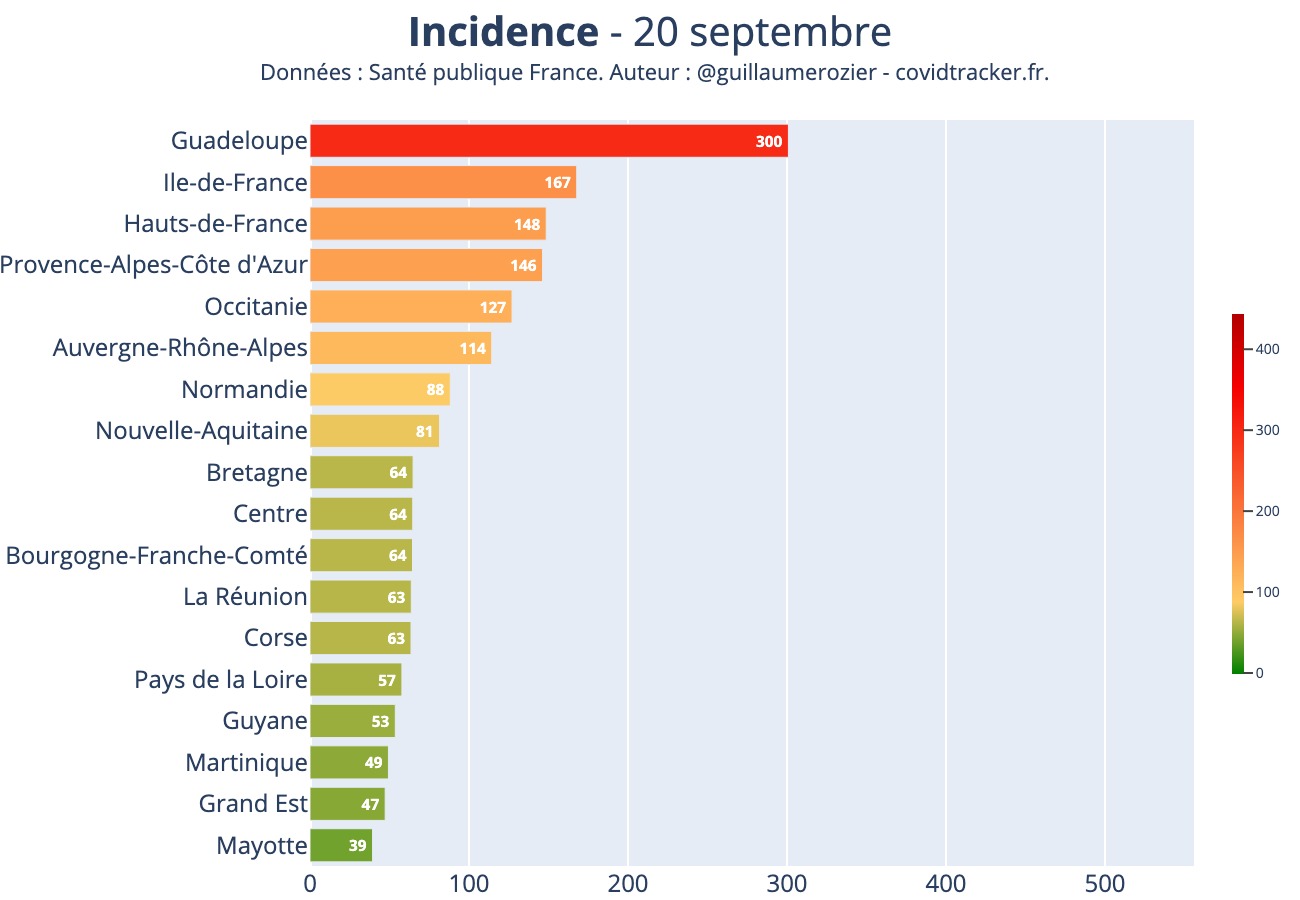 Incidence - 20 septembre
Données : Santé publique France. Auteur : @guillaumerozier - covidtracker.fr.
Guadeloupe 300
Ile-de-France 167
Hauts-de-France 148
Provence-Alpes-Côte d'Azur 146
Occitanie 127
Auvergne-Rhône-Alpes 114
Normandie 88
Nouvelle-Aquitaine 81
Bretagne 64
Centre 64
Bourgogne-Franche-Comté 64
La Réunion 63
Corse 63
Pays de la Loire 57
Guyane 53
Martinique 49
Grand Est 47
Mayotte 39
0 100 200 300 400 500
400
300
200
100
0